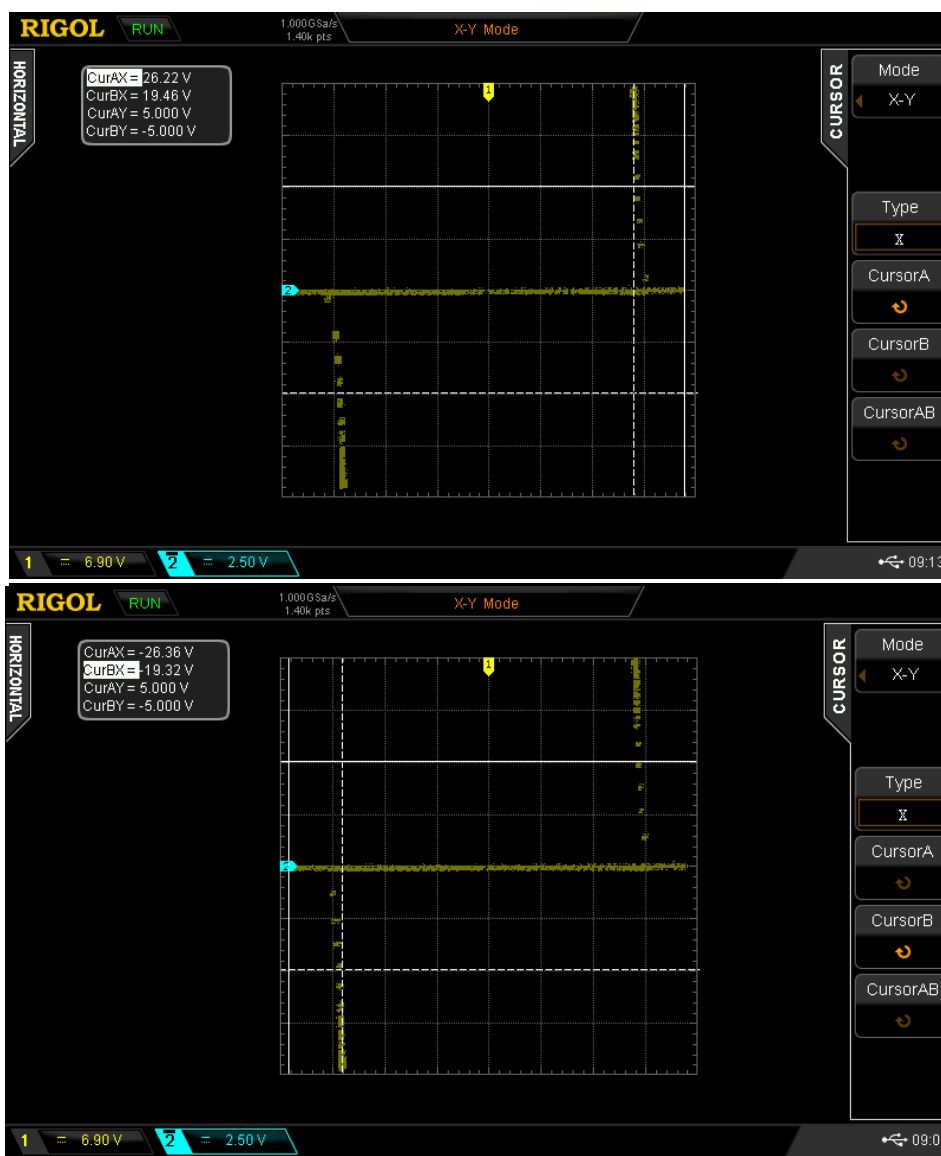 RIGOL RUN 1.000GSa/s X-Y Mode
1.40k pts
HORIZONTAL
CurAX = 26.22 V
CurBX = 19.46 V
CurAY = 5.000 V
CurBY = -5.000 V
1
2
CURSOR
Mode
X-Y
Type
X
CursorA
CursorB
CursorAB
1 = 6.90 V 2 = 2.50 V 09:13
RIGOL RUN 1.000GSa/s X-Y Mode
1.40k pts
HORIZONTAL
CurAX = -26.36 V
CurBX = -19.32 V
CurAY = 5.000 V
CurBY = -5.000 V
1
2
CURSOR
Mode
X-Y
Type
X
CursorA
CursorB
CursorAB
1 = 6.90 V 2 = 2.50 V